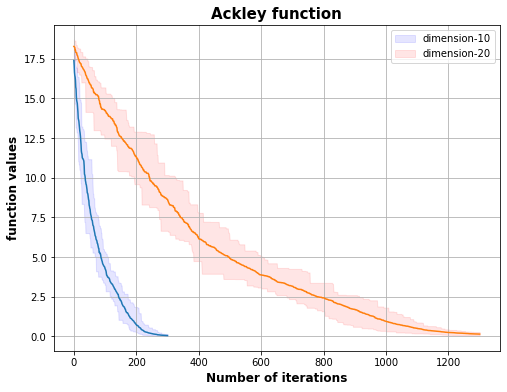 Ackley function
dimension-10
dimension-20
function values
17.5
15.0
12.5
10.0
7.5
5.0
2.5
0.0
0 200 400 600 800 1000 1200
Number of iterations